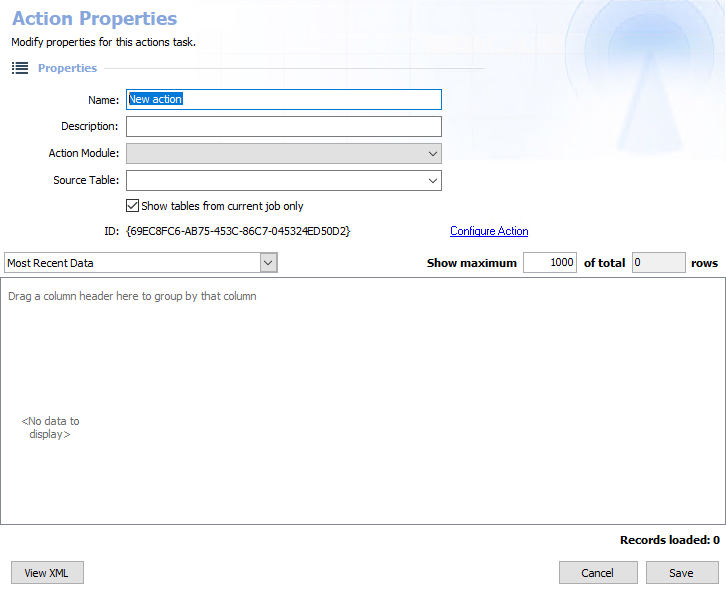 Action Properties
Modify properties for this actions task.
Properties
Name: New action
Description:
Action Module:
Source Table:
Show tables from current job only
ID: {69EC8FC6-AB75-453C-86C7-045324ED50D2} Configure Action
Most Recent Data Show maximum 1000 of total 0 rows
Drag a column header here to group by that column
<No data to
display>
Records loaded: 0
View XML Cancel Save